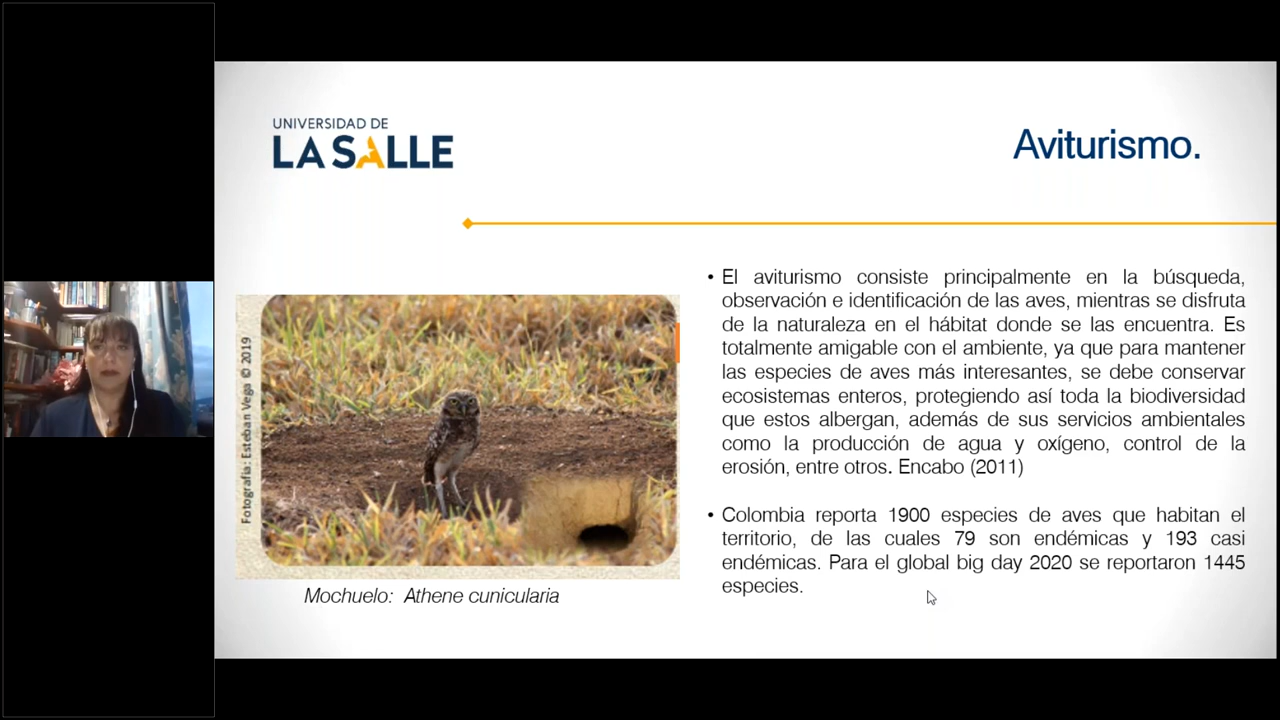 UNIVERSIDAD DE
LA SALLE
Aviturismo.
• El aviturismo consiste principalmente en la búsqueda,
observación e identificación de las aves, mientras se disfruta
de la naturaleza en el hábitat donde se las encuentra. Es
totalmente amigable con el ambiente, ya que para mantener
las especies de aves más interesantes, se debe conservar
ecosistemas enteros, protegiendo así toda la biodiversidad
que estos albergan, además de sus servicios ambientales
como la producción de agua y oxígeno, control de la
erosión, entre otros. Encabo (2011)
• Colombia reporta 1900 especies de aves que habitan el
territorio, de las cuales 79 son endémicas y 193 casi
endémicas. Para el global big day 2020 se reportaron 1445
especies.
Fotografía: Esteban Vega © 2019
Mochuelo: Athene cunicularia